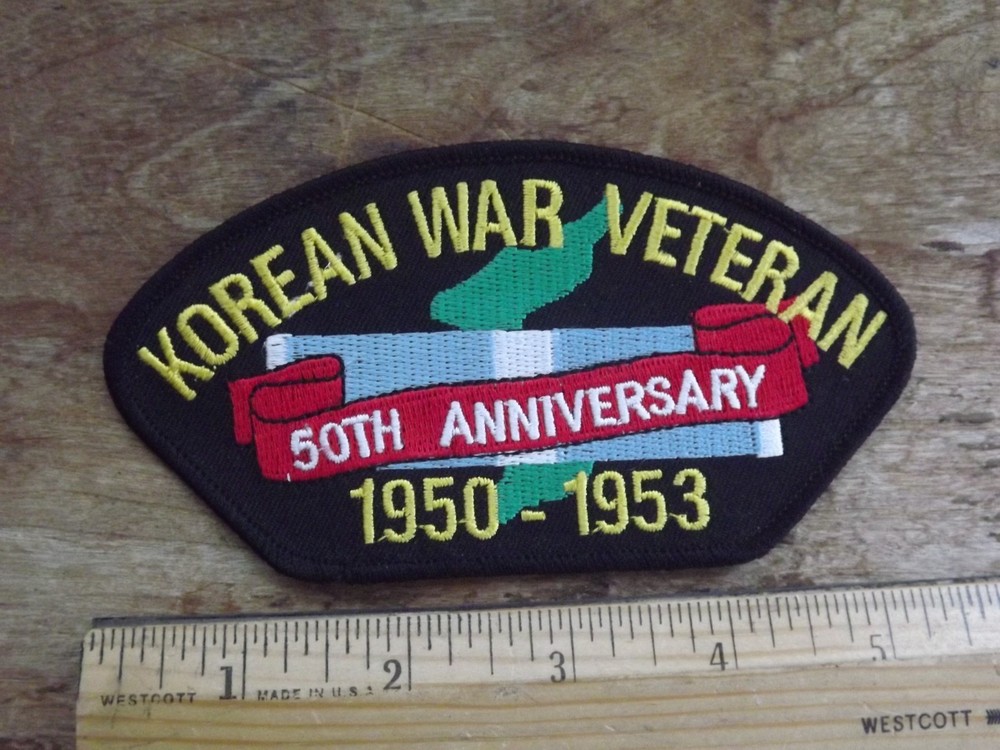 KOREAN WAR VETERAN
50TH ANNIVERSARY
1950 - 1953
1 2 3 4 5
WESTCOTT MADE IN U.S.A
WESTCOTT